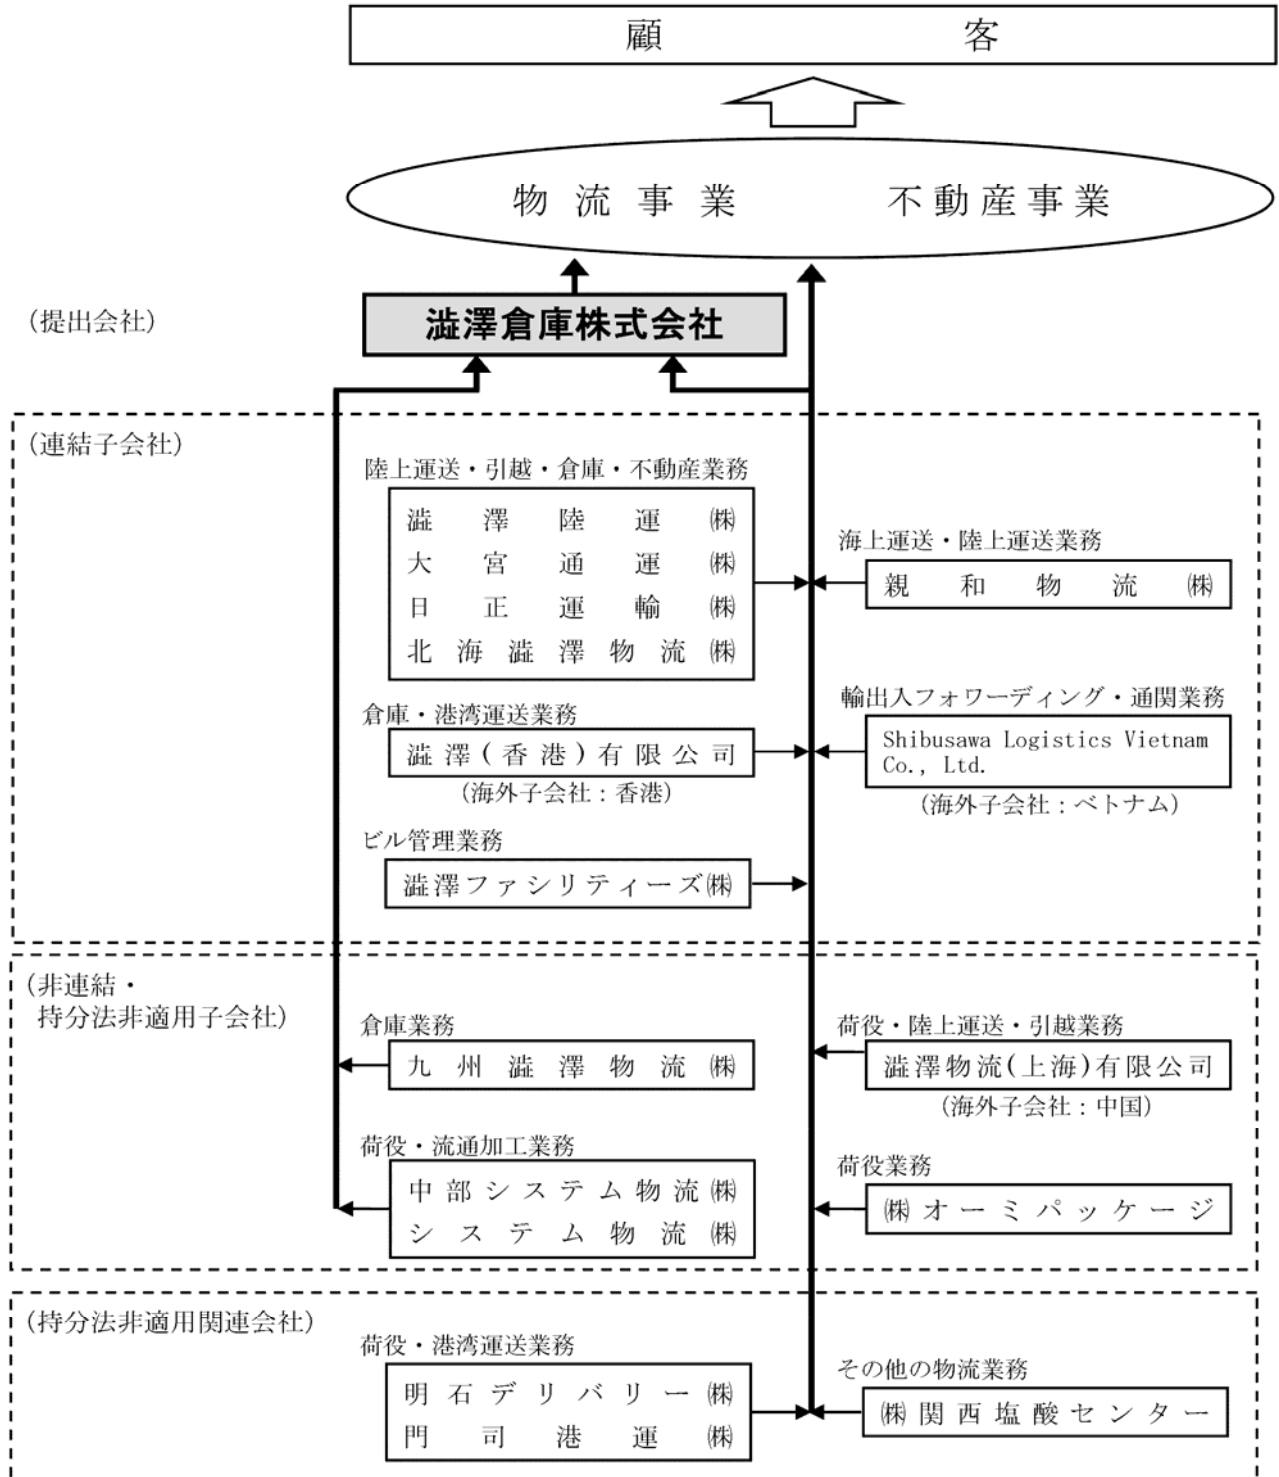 顧客
物流事業 不動産事業
(提出会社)
澁澤倉庫株式会社
(連結子会社)
陸上運送・引越・倉庫・不動産業務
澁澤陸運㈱
大宮通運㈱
日正運輸㈱
北海澁澤物流㈱
海上運送・陸上運送業務
親和物流㈱
倉庫・港湾運送業務
澁澤(香港)有限公司
(海外子会社:香港)
輸出入フォワーディング・通関業務
Shibusawa Logistics Vietnam
Co., Ltd.
(海外子会社:ベトナム)
ビル管理業務
澁澤ファシリティーズ㈱
(非連結・
持分法非適用子会社)
倉庫業務
九州澁澤物流㈱
荷役・陸上運送・引越業務
澁澤物流(上海)有限公司
(海外子会社:中国)
荷役・流通加工業務
中部システム物流㈱
システム物流㈱
荷役業務
㈱オーミパッケージ
(持分法非適用関連会社)
荷役・港湾運送業務
明石デリバリー㈱
門司港運㈱
その他の物流業務
㈱関西塩酸センター